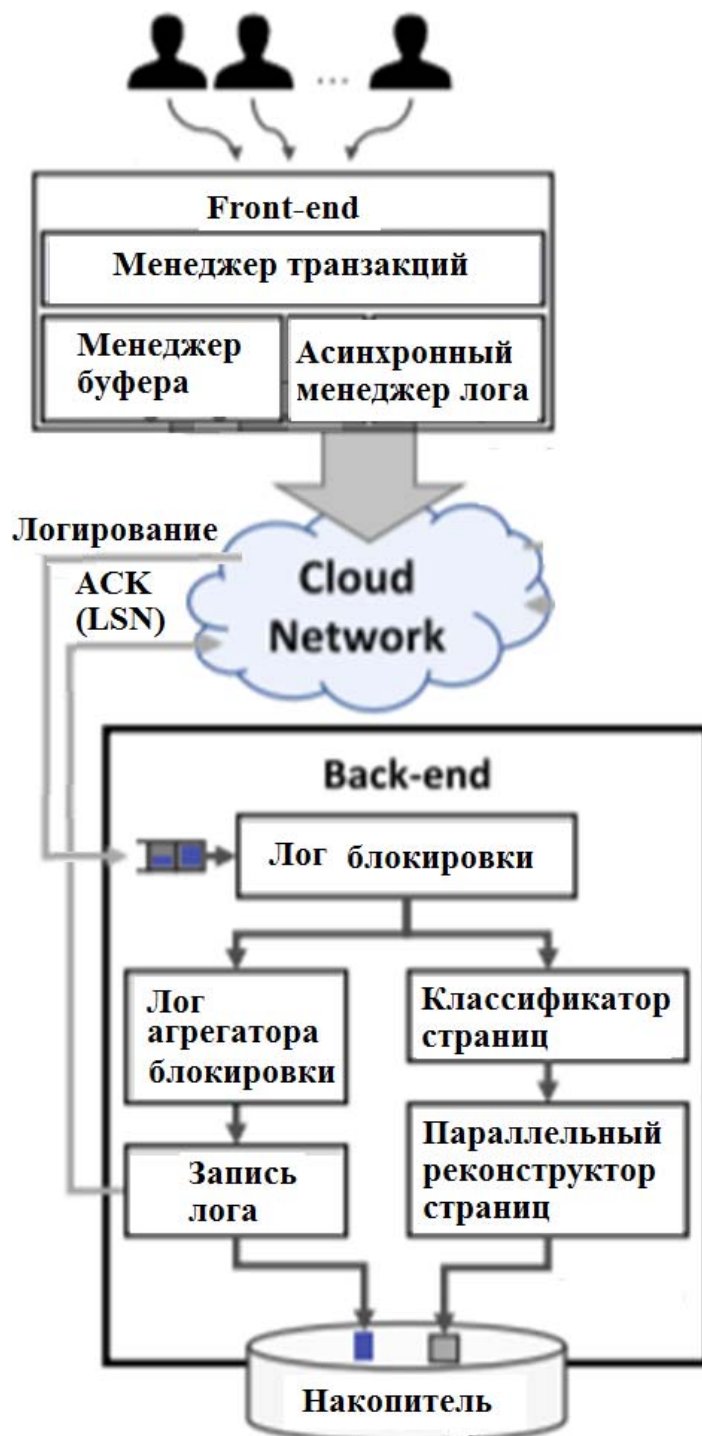 ...
Front-end
Менеджер транзакций
Менеджер
буфера
Асинхронный
менеджер лога
Логирование
ACK
(LSN)
Cloud
Network
Back-end
Лог блокировки
Лог
агрегатора
блокировки
Классификатор
страниц
Запись
лога
Параллельный
реконструктор
страниц
Накопитель